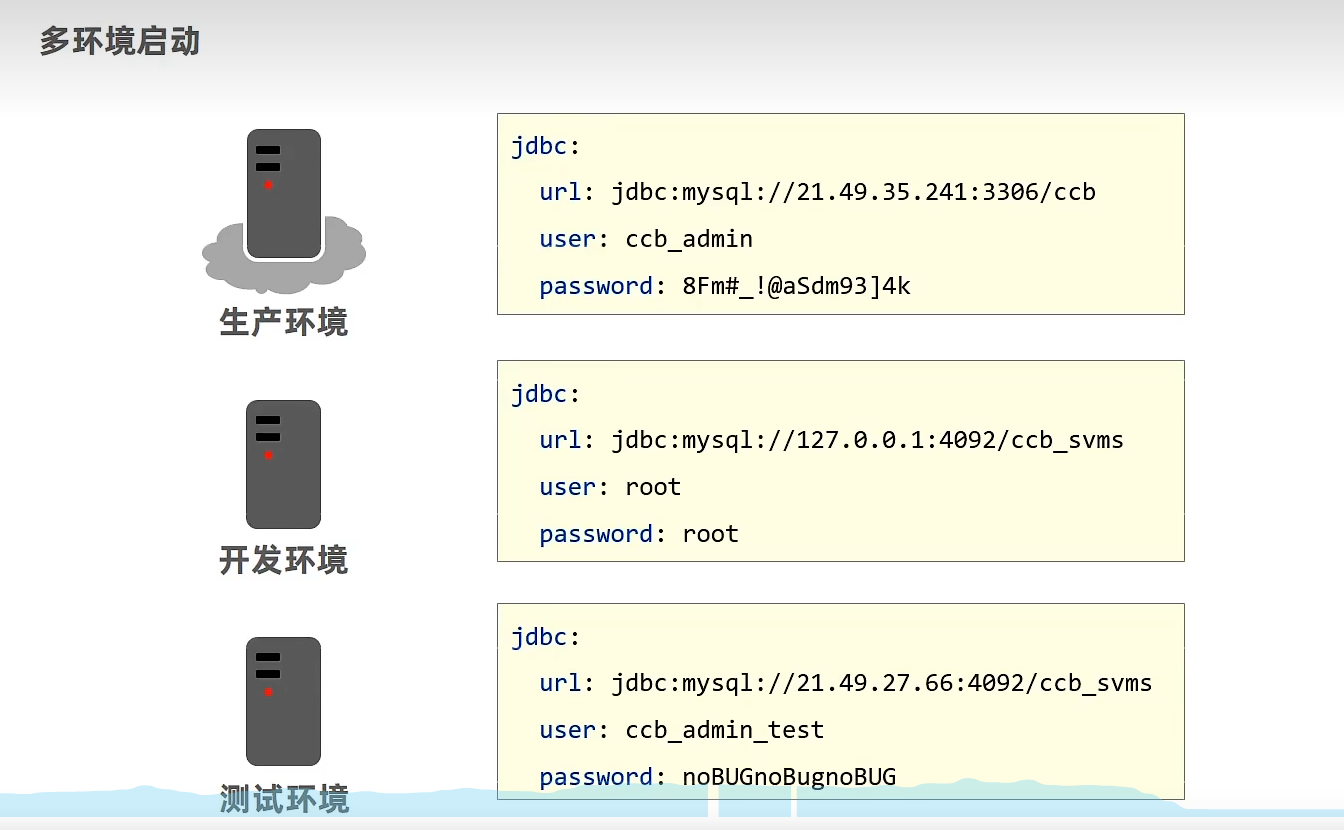 多环境启动
jdbc:
url: jdbc:mysql://21.49.35.241:3306/ccb
user: ccb_admin
password: 8Fm#_!@aSdm93]4k
生产环境
jdbc:
url: jdbc:mysql://127.0.0.1:4092/ccb_svms
user: root
password: root
开发环境
jdbc:
url: jdbc:mysql://21.49.27.66:4092/ccb_svms
user: ccb_admin_test
password: noBUGnoBugnoBUG
测试环境